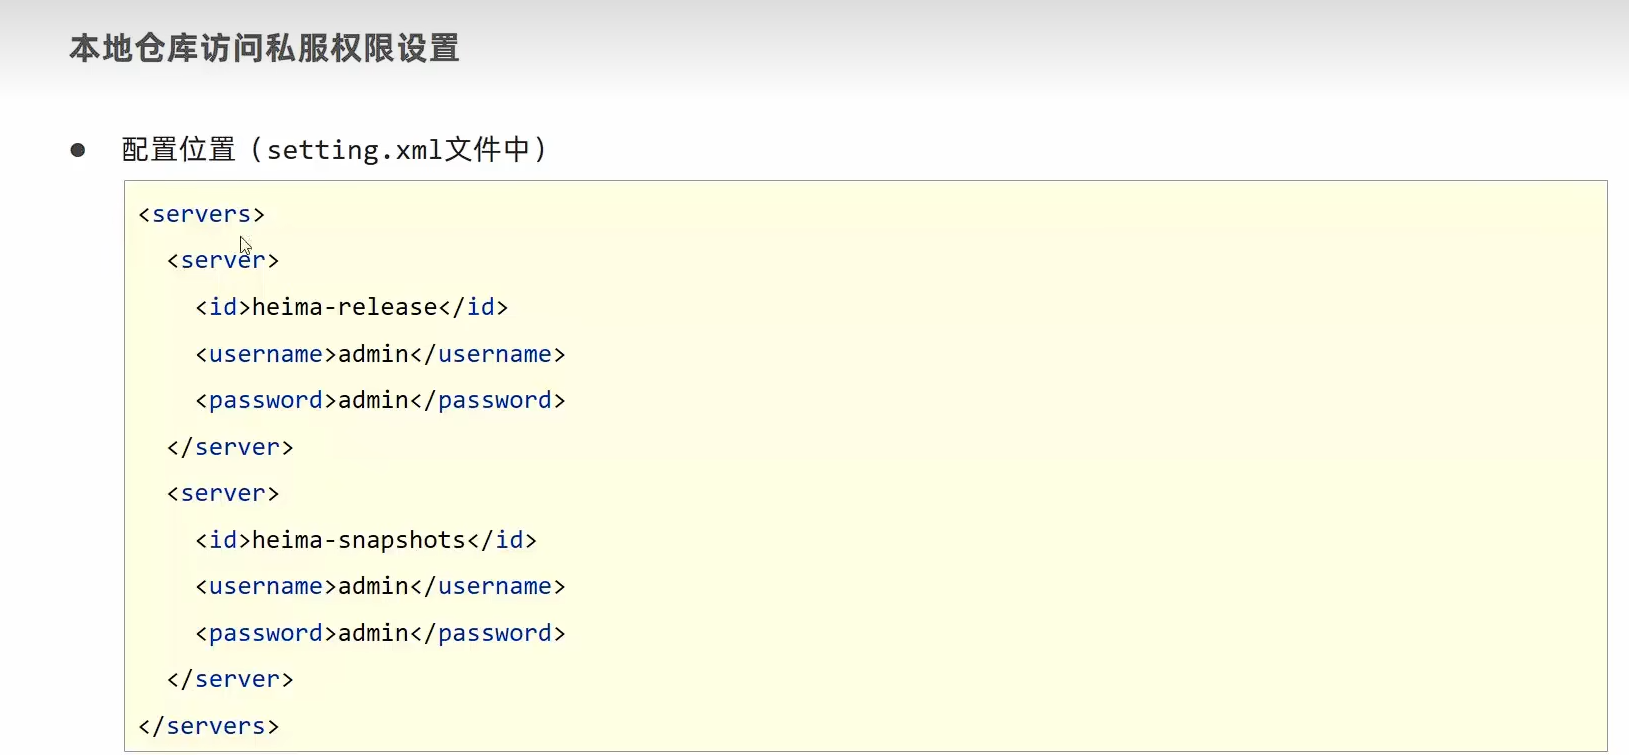 本地仓库访问私服权限设置
● 配置位置（setting.xml文件中）
<servers>
<server>
<id>heima-release</id>
<username>admin</username>
<password>admin</password>
</server>
<server>
<id>heima-snapshots</id>
<username>admin</username>
<password>admin</password>
</server>
</servers>